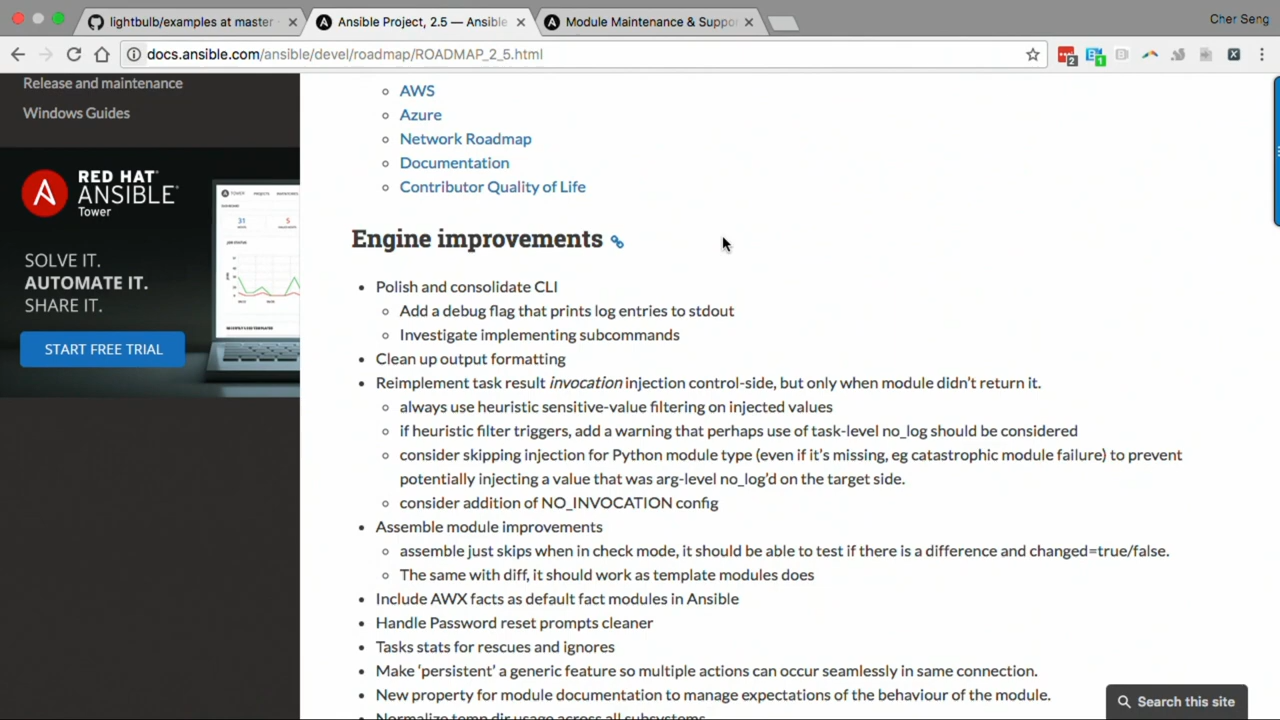 lightbulb/examples at master
Ansible Project, 2.5 — Ansible
Module Maintenance & Suppo
Cher Seng
docs.ansible.com/ansible/devel/roadmap/ROADMAP_2_5.html
2
1
Release and maintenance
Windows Guides
RED HAT
ANSIBLE
Tower
SOLVE IT.
AUTOMATE IT.
SHARE IT.
START FREE TRIAL
31
5
AWS
Azure
Network Roadmap
Documentation
Contributor Quality of Life
Engine improvements
Polish and consolidate CLI
Add a debug flag that prints log entries to stdout
Investigate implementing subcommands
Clean up output formatting
Reimplement task result invocation injection control-side, but only when module didn't return it.
always use heuristic sensitive-value filtering on injected values
if heuristic filter triggers, add a warning that perhaps use of task-level no_log should be considered
consider skipping injection for Python module type (even if it's missing, eg catastrophic module failure) to prevent
potentially injecting a value that was arg-level no_log'd on the target side.
consider addition of NO_INVOCATION config
Assemble module improvements
assemble just skips when in check mode, it should be able to test if there is a difference and changed=true/false.
The same with diff, it should work as template modules does
Include AWX facts as default fact modules in Ansible
Handle Password reset prompts cleaner
Tasks stats for rescues and ignores
Make 'persistent' a generic feature so multiple actions can occur seamlessly in same connection.
New property for module documentation to manage expectations of the behaviour of the module.
Normalize temp dir usage across all subsystems
Search this site